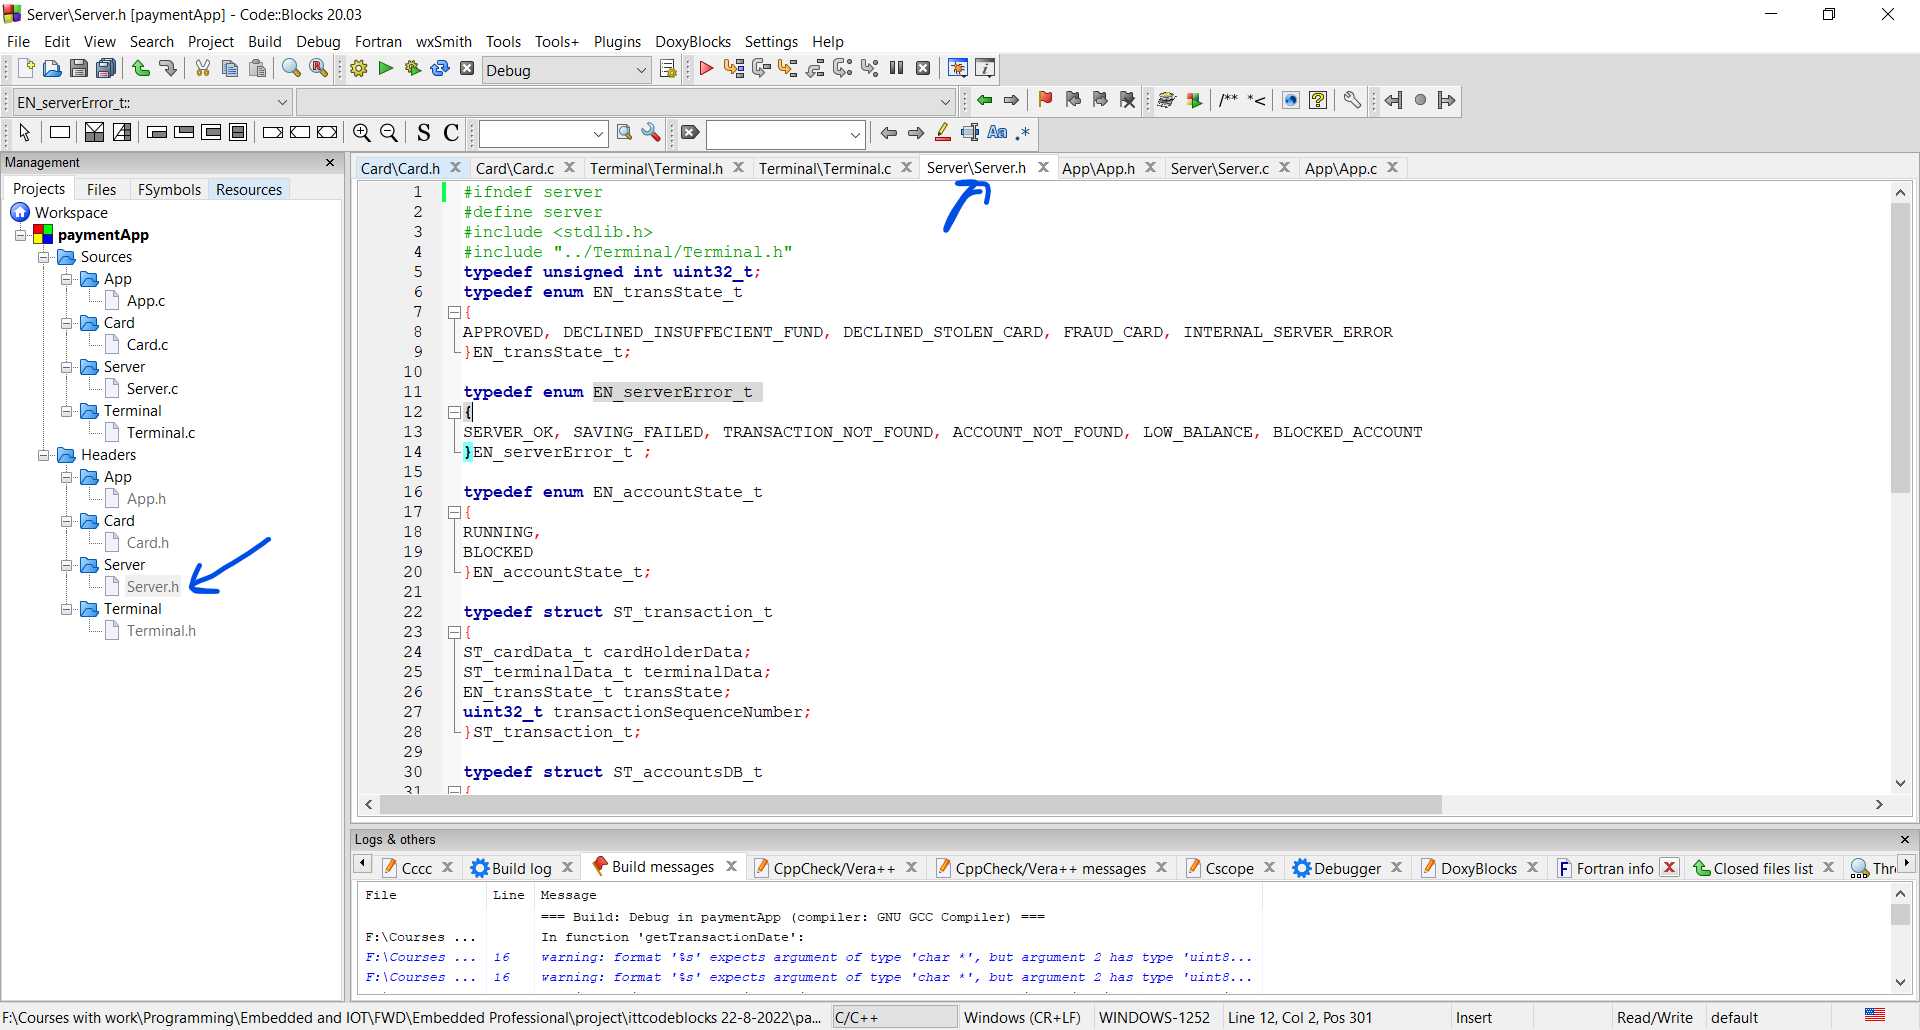 Server\Server.h [paymentApp] - Code::Blocks 20.03
File Edit View Search Project Build Debug Fortran wxSmith Tools Tools+ Plugins DoxyBlocks Settings Help
Debug
EN_serverError_t::
/** *<
S C Aa .*
Management
Projects Files FSymbols Resources
Workspace
paymentApp
Sources
App
App.c
Card
Card.c
Server
Server.c
Terminal
Terminal.c
Headers
App
App.h
Card
Card.h
Server
Server.h
Terminal
Terminal.h
Card\Card.h Card\Card.c Terminal\Terminal.h Terminal\Terminal.c Server\Server.h App\App.h Server\Server.c App\App.c
1 #ifndef server
2 #define server
3 #include <stdlib.h>
4 #include "../Terminal/Terminal.h"
5 typedef unsigned int uint32_t;
6 typedef enum EN_transState_t
7 {
8 APPROVED, DECLINED_INSUFFECIENT_FUND, DECLINED_STOLEN_CARD, FRAUD_CARD, INTERNAL_SERVER_ERROR
9 }EN_transState_t;
10
11 typedef enum EN_serverError_t
12 {
13 SERVER_OK, SAVING_FAILED, TRANSACTION_NOT_FOUND, ACCOUNT_NOT_FOUND, LOW_BALANCE, BLOCKED_ACCOUNT
14 }EN_serverError_t ;
15
16 typedef enum EN_accountState_t
17 {
18 RUNNING,
19 BLOCKED
20 }EN_accountState_t;
21
22 typedef struct ST_transaction_t
23 {
24 ST_cardData_t cardHolderData;
25 ST_terminalData_t terminalData;
26 EN_transState_t transState;
27 uint32_t transactionSequenceNumber;
28 }ST_transaction_t;
29
30 typedef struct ST_accountsDB_t
31 {
Logs & others
Cccc Build log Build messages CppCheck/Vera++ CppCheck/Vera++ messages Cscope Debugger DoxyBlocks Fortran info Closed files list Thr
File Line Message
=== Build: Debug in paymentApp (compiler: GNU GCC Compiler) ===
F:\Courses ... In function 'getTransactionDate':
F:\Courses ... 16 warning: format '%s' expects argument of type 'char *', but argument 2 has type 'uint8...
F:\Courses ... 16 warning: format '%s' expects argument of type 'char *', but argument 2 has type 'uint8...
F:\Courses with work\Programming\Embedded and IOT\FWD\Embedded Professional\project\ittcodeblocks 22-8-2022\pa... C/C++ Windows (CR+LF) WINDOWS-1252 Line 12, Col 2, Pos 301 Insert Read/Write default